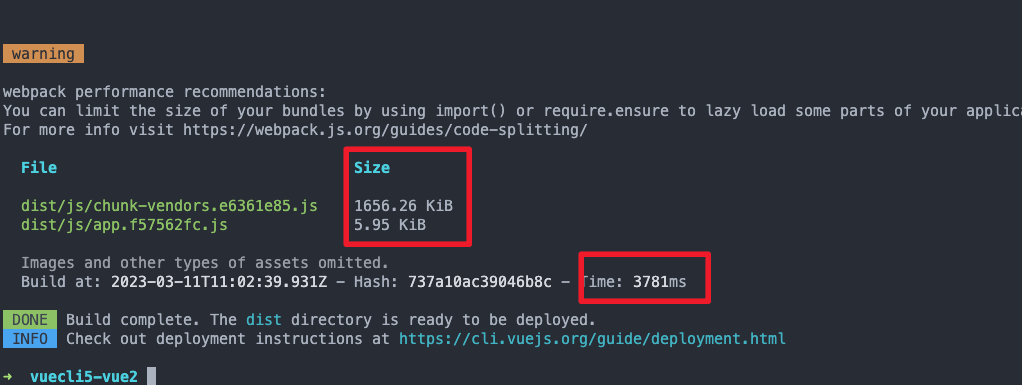 warning
webpack performance recommendations:
You can limit the size of your bundles by using import() or require.ensure to lazy load some parts of your
For more info visit https://webpack.js.org/guides/code-splitting/
File Size
dist/js/chunk-vendors.e6361e85.js 1656.26 KiB
dist/js/app.f57562fc.js 5.95 KiB
Images and other types of assets omitted.
Build at: 2023-03-11T11:02:39.931Z - Hash: 737a10ac39046b8c - Time: 3781ms
DONE Build complete. The dist directory is ready to be deployed.
INFO Check out deployment instructions at https://cli.vuejs.org/guide/deployment.html
→ vuecli5-vue2